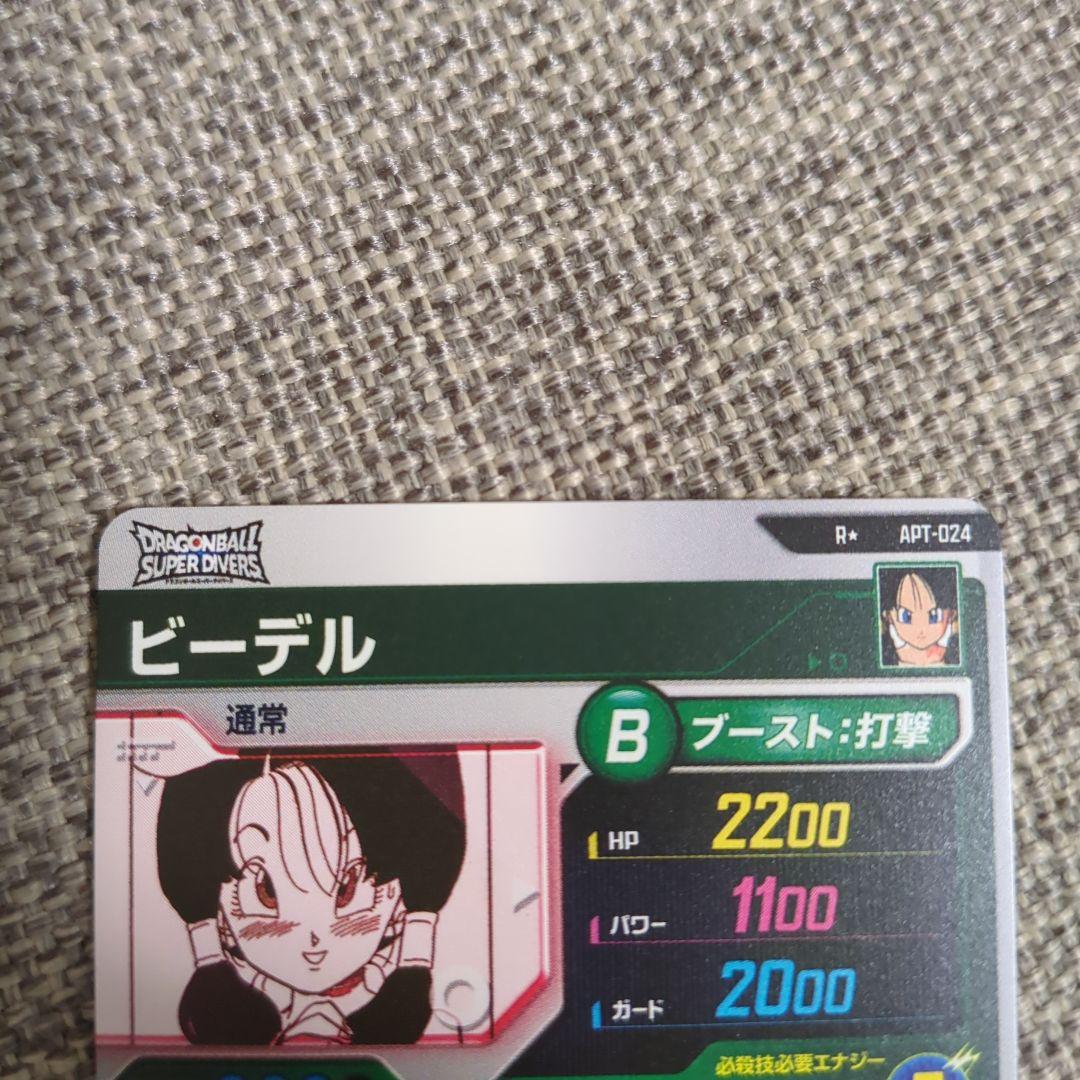 DRAGONBALL
SUPER DIVERS
R★ APT-024
ビーデル
通常
B ブースト:打撃
HP 2200
パワー 1100
ガード 2000
必殺技必要エナジー